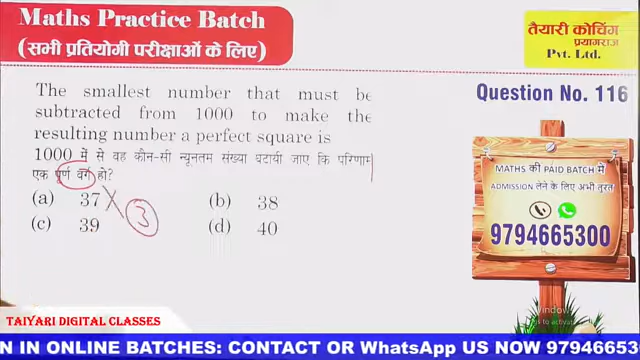 Maths Practice Batch
(सभी प्रतियोगी परीक्षाओं के लिए)
तैयारी कोचिंग
प्रयागराज
Pvt. Ltd.
The smallest number that must be
subtracted from 1000 to make the
resulting number a perfect square is
1000 में से वह कौन-सी न्यूनतम संख्या घटायी जाए कि परिणाम
एक पूर्ण वर्ग हो?
(a) 37 (b) 38
3
(c) 39 (d) 40
Question No. 116
MATHS की PAID BATCH में
ADMISSION लेने के लिए अभी तुरत
9794665300
TAIYARI DIGITAL CLASSES
N IN ONLINE BATCHES: CONTACT OR WhatsApp US NOW 97946653